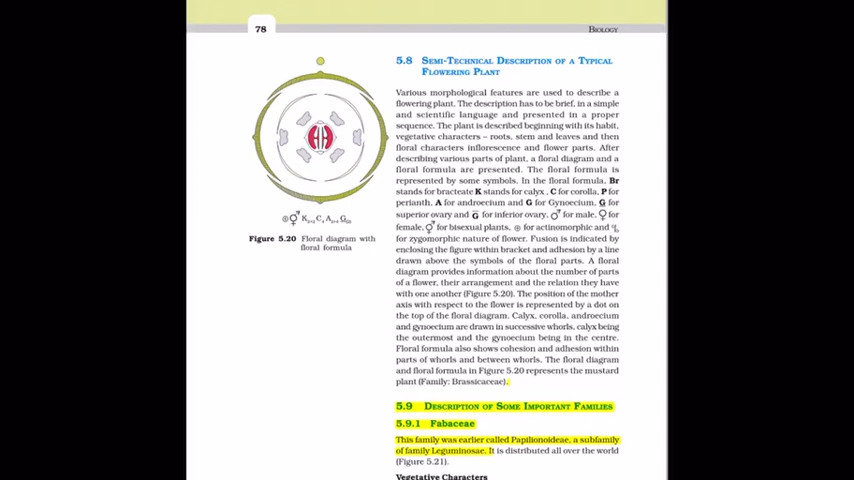 78
BIOLOGY
5.8 SEMI-TECHNICAL DESCRIPTION OF A TYPICAL
FLOWERING PLANT
Various morphological features are used to describe a
flowering plant. The description has to be brief, in a simple
and scientific language and presented in a proper
sequence. The plant is described beginning with its habit,
vegetative characters – roots, stem and leaves and then
floral characters inflorescence and flower parts. After
describing various parts of plant, a floral diagram and a
floral formula are presented. The floral formula is
represented by some symbols. In the floral formula, Br
stands for bracteate K stands for calyx , C for corolla, P for
perianth, A for androecium and G for Gynoecium, G̲ for
superior ovary and G̅ for inferior ovary, ♂ for male, ♀ for
female, ⚥ for bisexual plants, ⊕ for actinomorphic and % for zygomorphic nature of flower. Fusion is indicated by
enclosing the figure within bracket and adhesion by a line
drawn above the symbols of the floral parts. A floral
diagram provides information about the number of parts
of a flower, their arrangement and the relation they have
with one another (Figure 5.20). The position of the mother
axis with respect to the flower is represented by a dot on
the top of the floral diagram. Calyx, corolla, androecium
and gynoecium are drawn in successive whorls, calyx being
the outermost and the gynoecium being in the centre.
Floral formula also shows cohesion and adhesion within
parts of whorls and between whorls. The floral diagram
and floral formula in Figure 5.20 represents the mustard
plant (Family: Brassicaceae).
⊕ ⚥ K₂₊₂ C₄ A₂₊₄ G̲₍₂₎
Figure 5.20 Floral diagram with
floral formula
5.9 DESCRIPTION OF SOME IMPORTANT FAMILIES
5.9.1 Fabaceae
This family was earlier called Papilionoideae, a subfamily
of family Leguminosae. It is distributed all over the world
(Figure 5.21).
Vegetative Characters